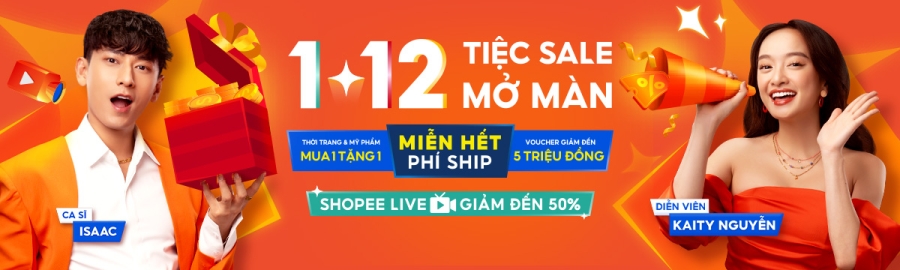 1 12
TIỆC SALE
MỞ MÀN
THỜI TRANG & MỸ PHẨM
MUA 1 TẶNG 1
MIỄN HẾT
PHÍ SHIP
VOUCHER GIẢM ĐẾN
5 TRIỆU ĐỒNG
SHOPEE LIVE GIẢM ĐẾN 50%
CA SĨ
ISAAC
DIỄN VIÊN
KAITY NGUYỄN
%